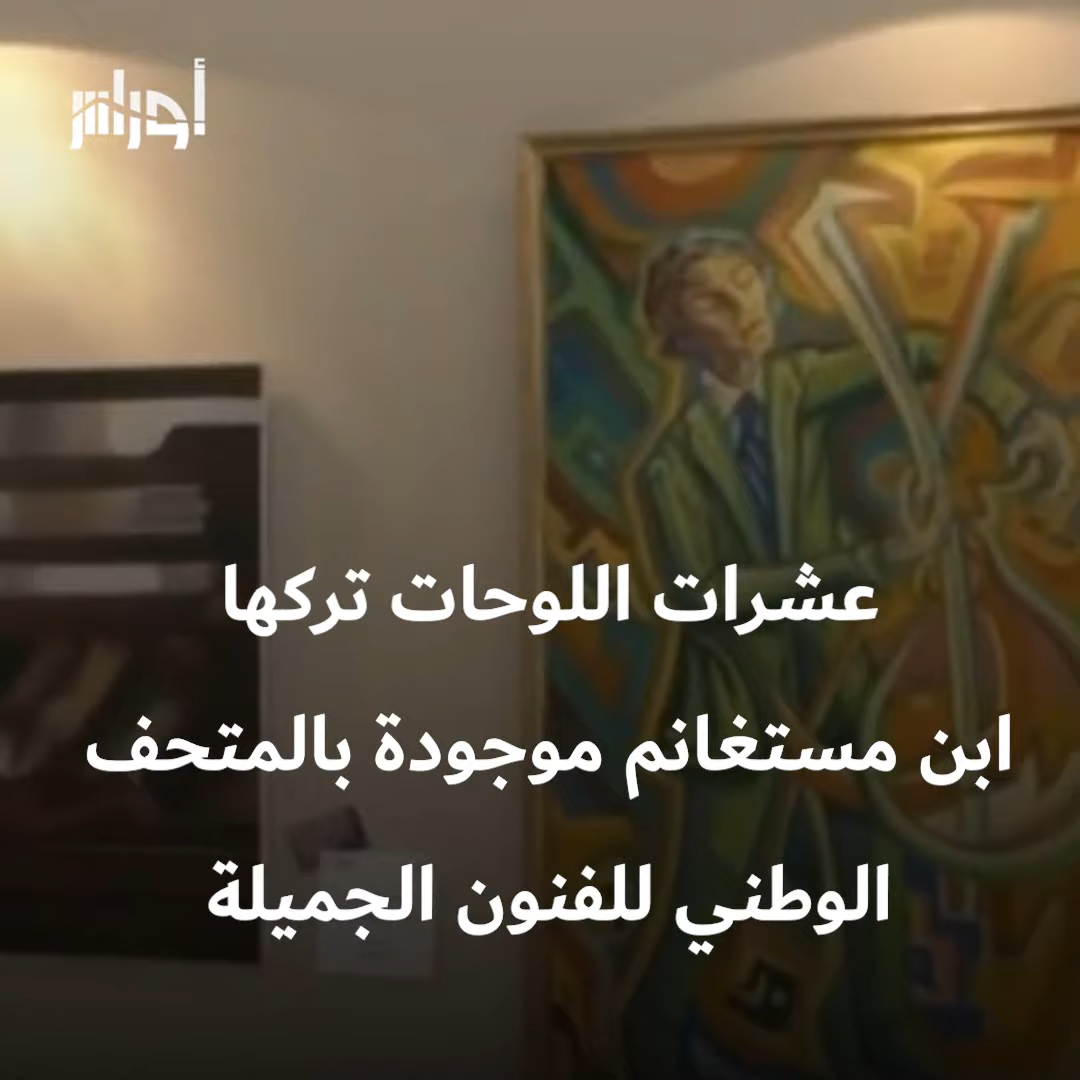 أوراس
عشرات اللوحات تركها
ابن مستغانم موجودة بالمتحف
الوطني للفنون الجميلة